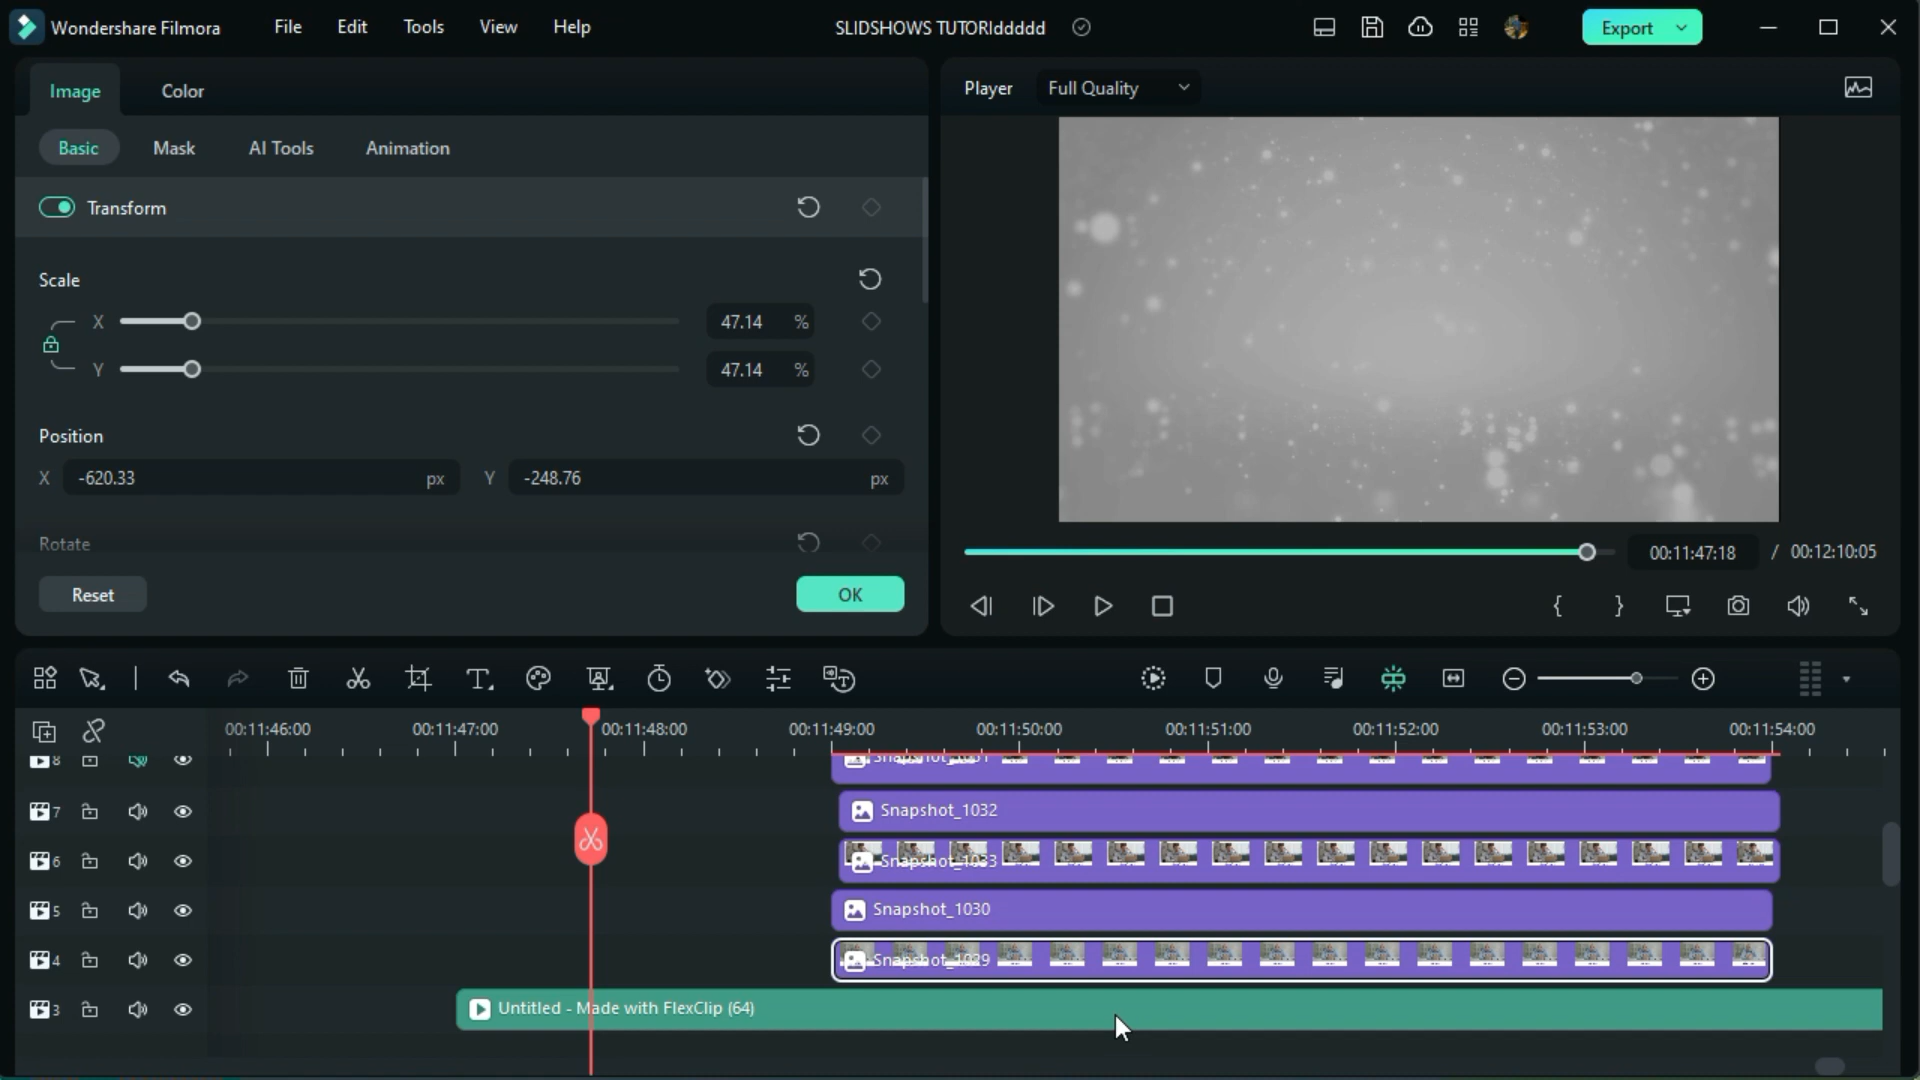 Wondershare Filmora File Edit Tools View Help SLIDSHOWS TUTORIddddd Export
Image Color
Player Full Quality
Basic Mask AI Tools Animation
Transform
Scale
X 47.14 %
Y 47.14 %
Position
X -620.33 px Y -248.76 px
Rotate
00:11:47:18 / 00:12:10:05
Reset OK
{ }
00:11:46:00 00:11:47:00 00:11:48:00 00:11:49:00 00:11:50:00 00:11:51:00 00:11:52:00 00:11:53:00 00:11:54:00
8 Snapshot_1031
7 Snapshot_1032
6 Snapshot_1033
5 Snapshot_1030
4 Snapshot_1029
3 Untitled - Made with FlexClip (64)